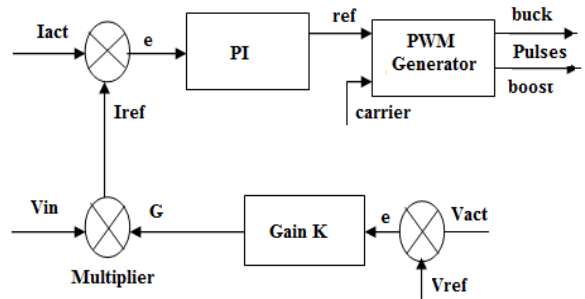 Iact
e
PI
ref
PWM
Generator
buck
Pulses
boost
carrier
Iref
Vin
G
Gain K
e
Vact
Multiplier
Vref